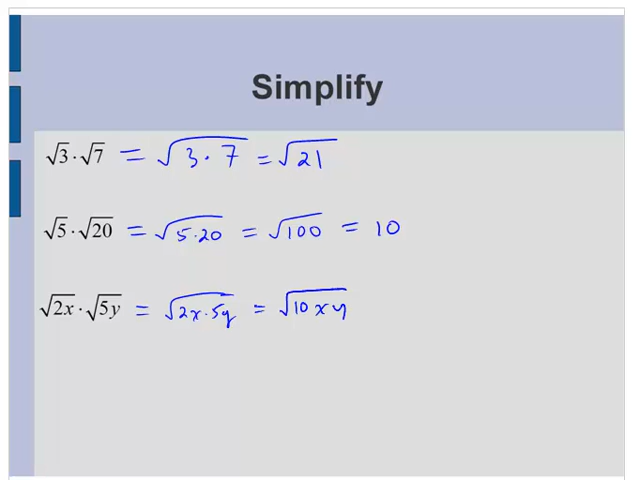 Simplify
√3 · √7 = √3 · 7 = √21
√5 · √20 = √5·20 = √100 = 10
√2x · √5y = √2x·5y = √10xy